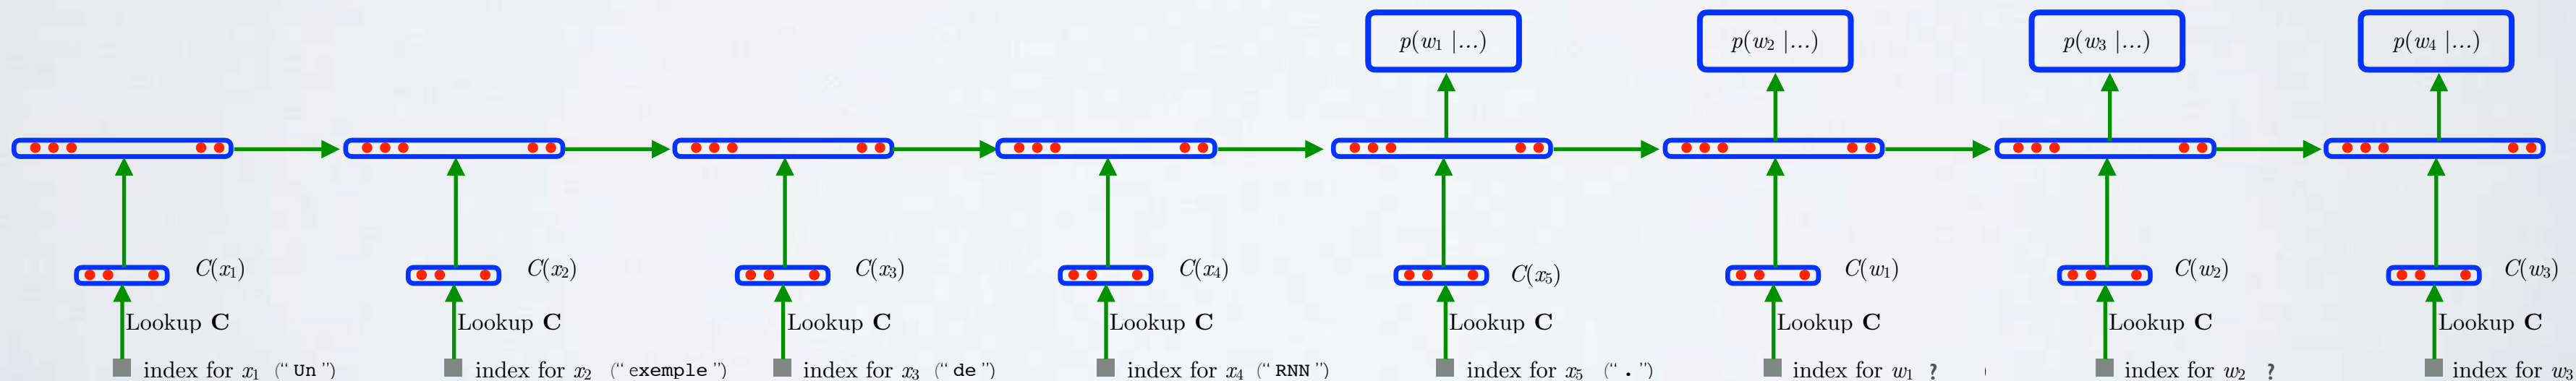 p(w₁ |...) p(w₂ |...) p(w₃ |...) p(w₄ |...)
C(x₁) C(x₂) C(x₃) C(x₄) C(x₅) C(w₁) C(w₂) C(w₃)
Lookup C Lookup C Lookup C Lookup C Lookup C Lookup C Lookup C Lookup C
index for x₁ (“ Un ”) index for x₂ (“ exemple ”) index for x₃ (“ de ”) index for x₄ (“ RNN ”) index for x₅ (“ . ”) index for w₁ ? ( index for w₂ ? index for w₃